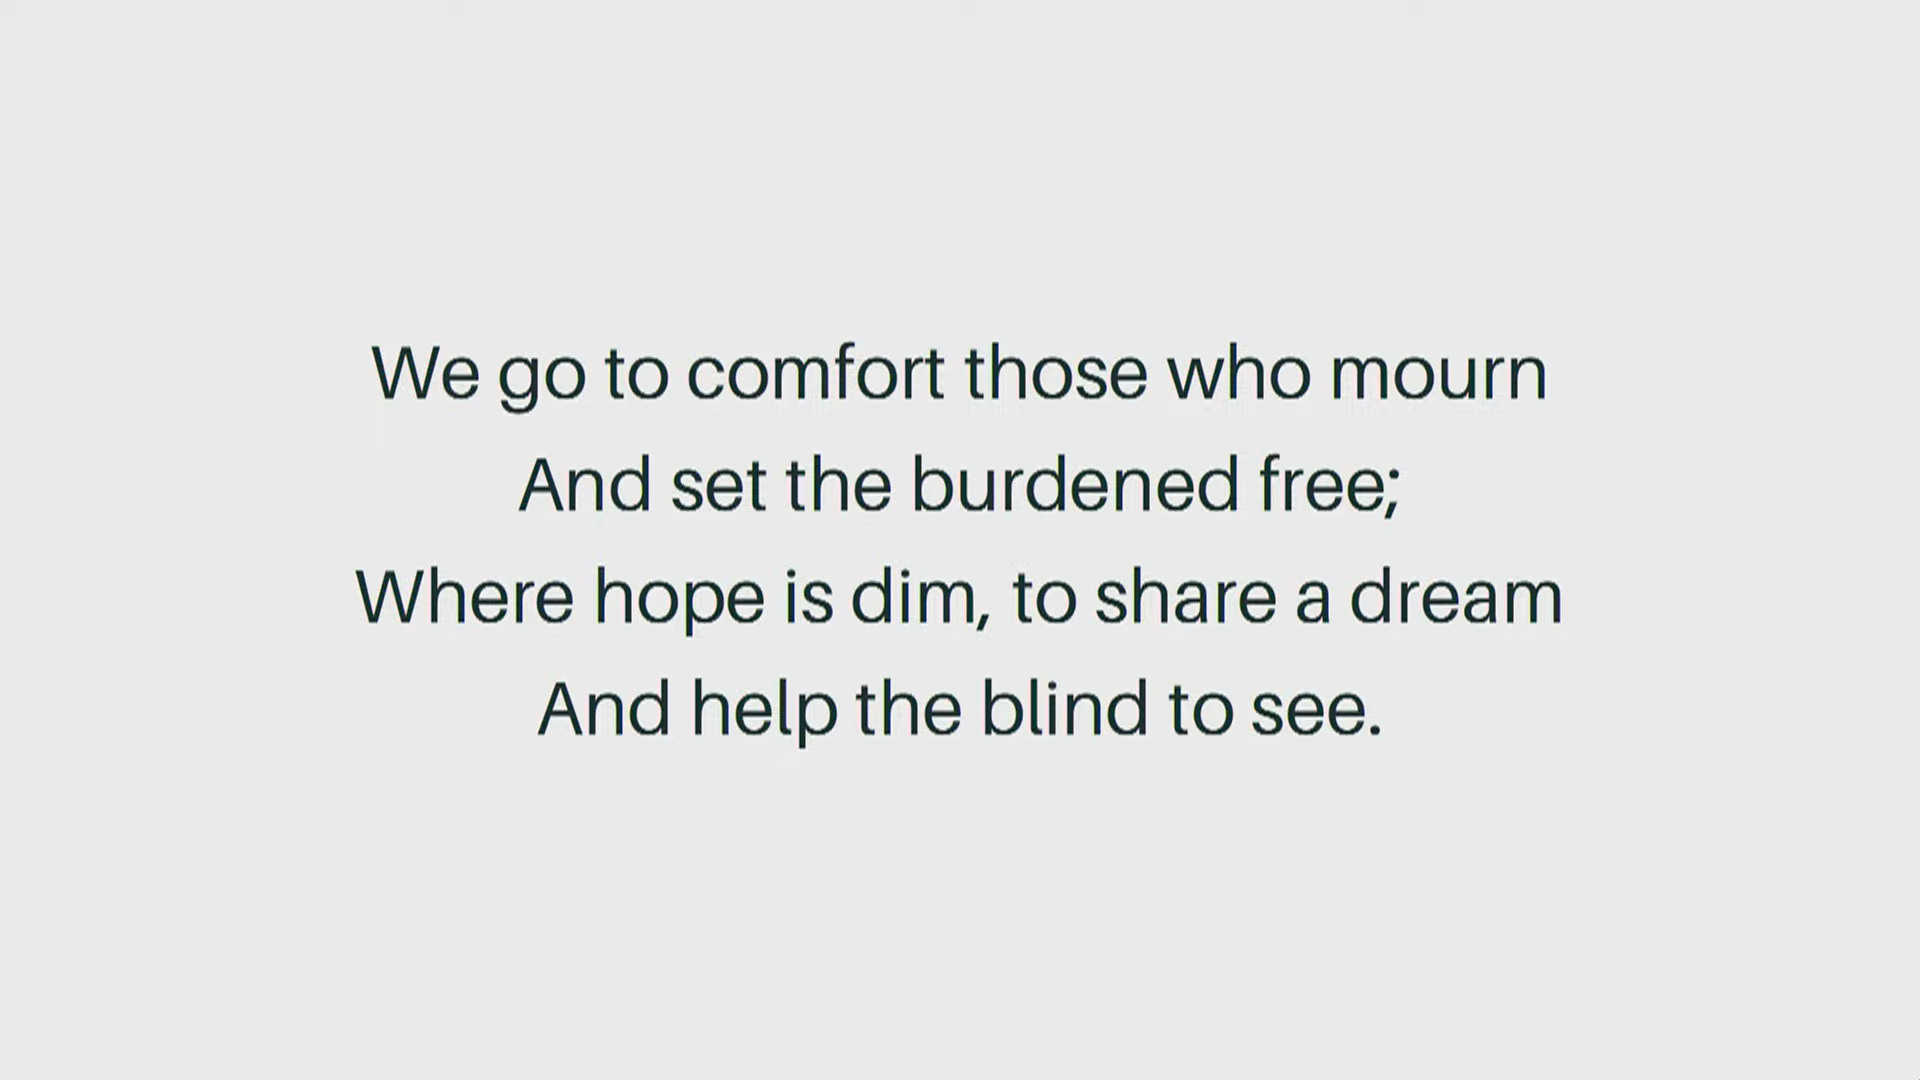 We go to comfort those who mourn
And set the burdened free;
Where hope is dim, to share a dream
And help the blind to see.